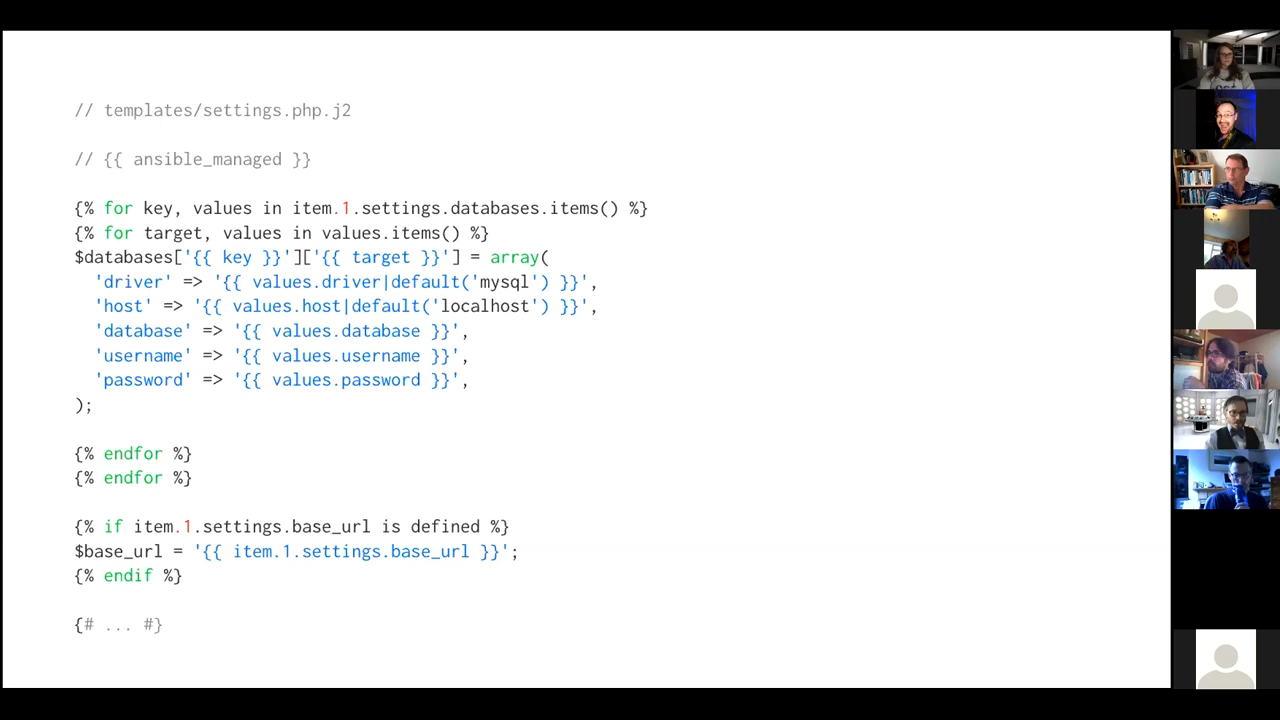 // templates/settings.php.j2
// {{ ansible_managed }}
{% for key, values in item.1.settings.databases.items() %}
{% for target, values in values.items() %}
$databases['{{ key }}']['{{ target }}'] = array(
'driver' => '{{ values.driver|default('mysql') }}',
'host' => '{{ values.host|default('localhost') }}',
'database' => '{{ values.database }}',
'username' => '{{ values.username }}',
'password' => '{{ values.password }}',
);
{% endfor %}
{% endfor %}
{% if item.1.settings.base_url is defined %}
$base_url = '{{ item.1.settings.base_url }}';
{% endif %}
{# ... #}